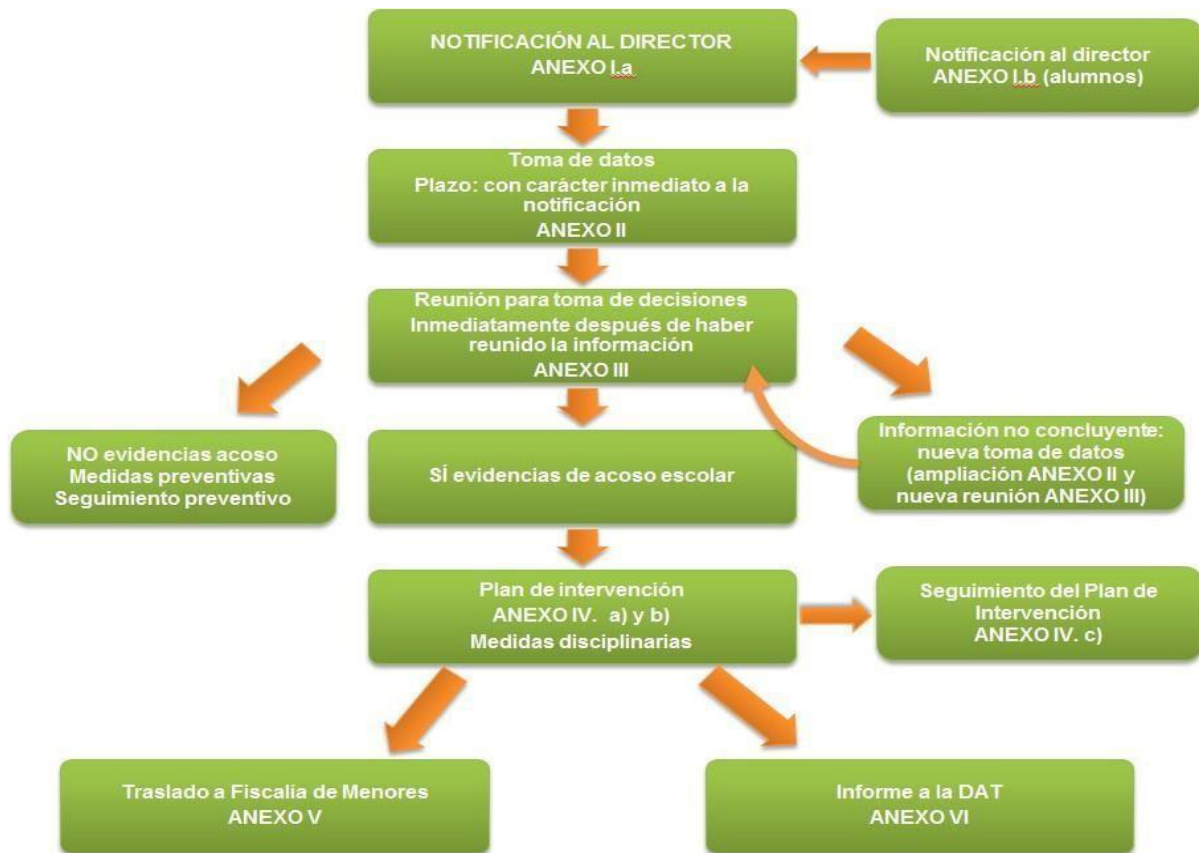 NOTIFICACIÓN AL DIRECTOR
ANEXO I.a
Notificación al director
ANEXO I.b (alumnos)
Toma de datos
Plazo: con carácter inmediato a la
notificación
ANEXO II
Reunión para toma de decisiones
Inmediatamente después de haber
reunido la información
ANEXO III
NO evidencias acoso
Medidas preventivas
Seguimiento preventivo
SÍ evidencias de acoso escolar
Información no concluyente:
nueva toma de datos
(ampliación ANEXO II y
nueva reunión ANEXO III)
Plan de intervención
ANEXO IV. a) y b)
Medidas disciplinarias
Seguimiento del Plan de
Intervención
ANEXO IV. c)
Traslado a Fiscalía de Menores
ANEXO V
Informe a la DAT
ANEXO VI